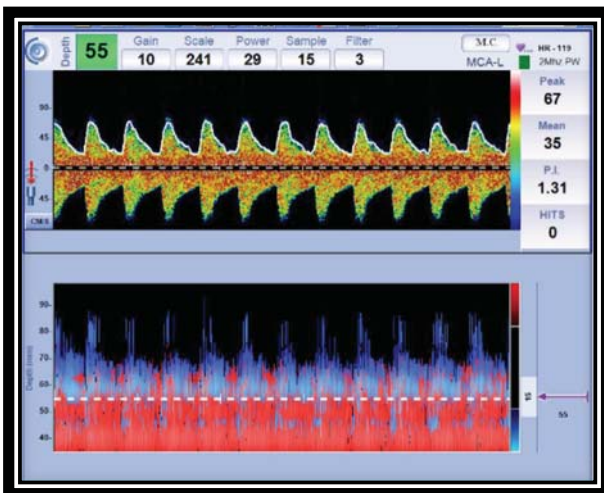 Depth 55
Gain Scale Power Sample Filter
10 241 29 15 3
M.C.
MCA-L
HR - 119
2Mhz PW
Peak
67
Mean
35
P.I.
1.31
HITS
0
90-
45-
0
45-
CM/S
Depth (mm)
90-
80-
70-
60-
50-
40-
15
55